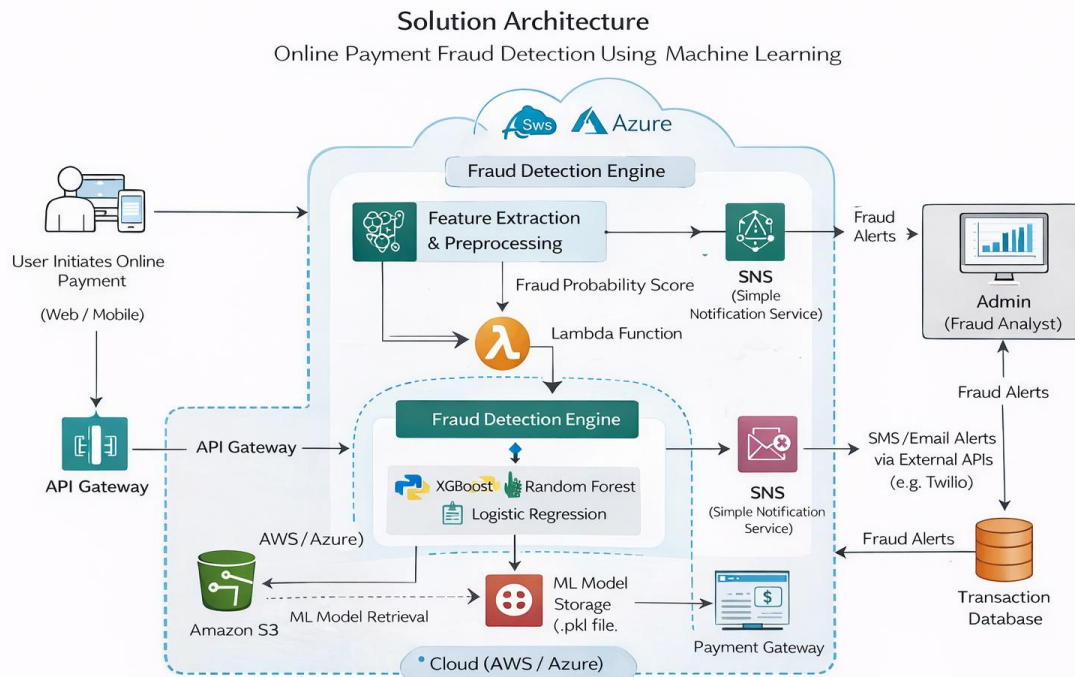 Solution Architecture
Online Payment Fraud Detection Using Machine Learning
Sws
Azure
Fraud Detection Engine
Feature Extraction
& Preprocessing
SNS
(Simple
Notification Service)
Fraud
Alerts
Admin
(Fraud Analyst)
User Initiates Online
Payment
(Web / Mobile)
Fraud Probability Score
λ
Lambda Function
Fraud Alerts
Fraud Detection Engine
API Gateway
API Gateway
XGBoost
Random Forest
Logistic Regression
SNS
(Simple Notification
Service)
SMS/Email Alerts
via External APIs
(e.g. Twilio)
Fraud Alerts
Transaction
Database
AWS / Azure)
Amazon S3
ML Model Retrieval
ML Model
Storage
(.pkl file.
$
Payment Gateway
Cloud (AWS / Azure)